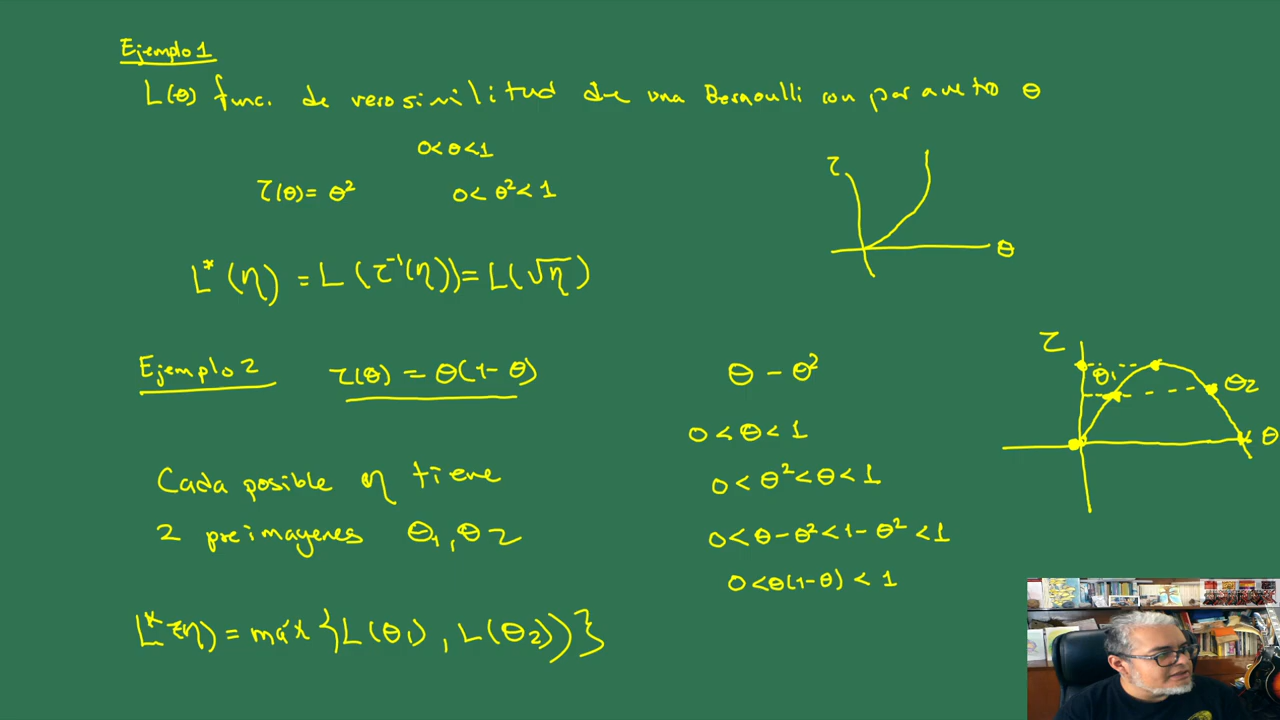 Ejemplo 1
L(θ) func. de verosimilitud de una Bernoulli con parametro θ
0<θ<1
τ(θ)= θ² 0< θ²< 1
τ
θ
L*(η) = L(τ⁻¹(η))= L(√η)
Ejemplo 2 τ(θ) = θ(1-θ)
θ - θ²
τ
θ₁
θ₂
θ
0 < θ < 1
Cada posible η tiene
0 < θ² < θ < 1
2 preimagenes θ₁, θ₂
0 < θ - θ² < 1 - θ² < 1
0 <θ(1-θ) < 1
L*(η) = máx {L(θ₁), L(θ₂))}